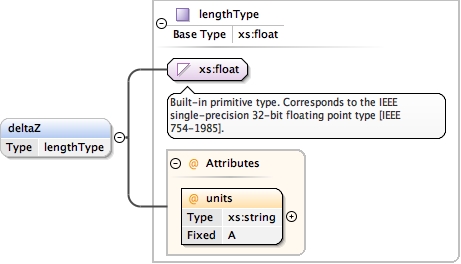 lengthType
Base Type xs:float
xs:float
Built-in primitive type. Corresponds to the IEEE
single-precision 32-bit floating point type [IEEE
754-1985].
deltaZ
Type lengthType
@ Attributes
@ units
Type xs:string
Fixed A